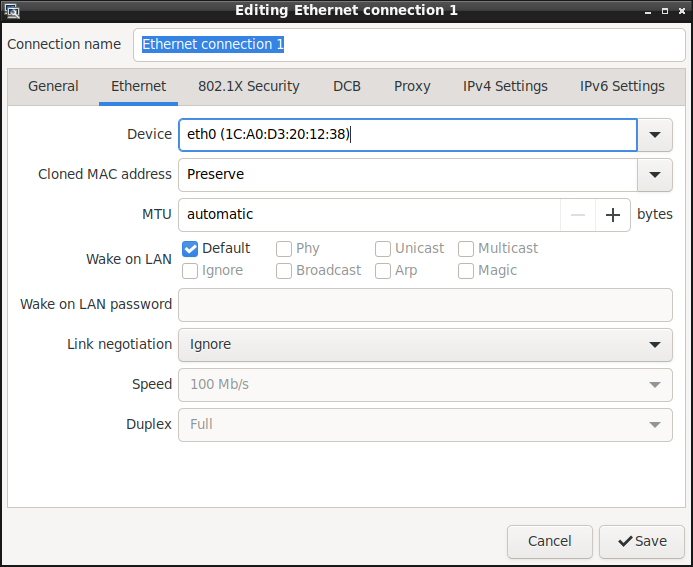 Editing Ethernet connection 1
Connection name Ethernet connection 1
General Ethernet 802.1X Security DCB Proxy IPv4 Settings IPv6 Settings
Device eth0 (1C:A0:D3:20:12:38)
Cloned MAC address Preserve
MTU automatic bytes
Wake on LAN
Default Phy Unicast Multicast
Ignore Broadcast Arp Magic
Wake on LAN password
Link negotiation Ignore
Speed 100 Mb/s
Duplex Full
Cancel Save